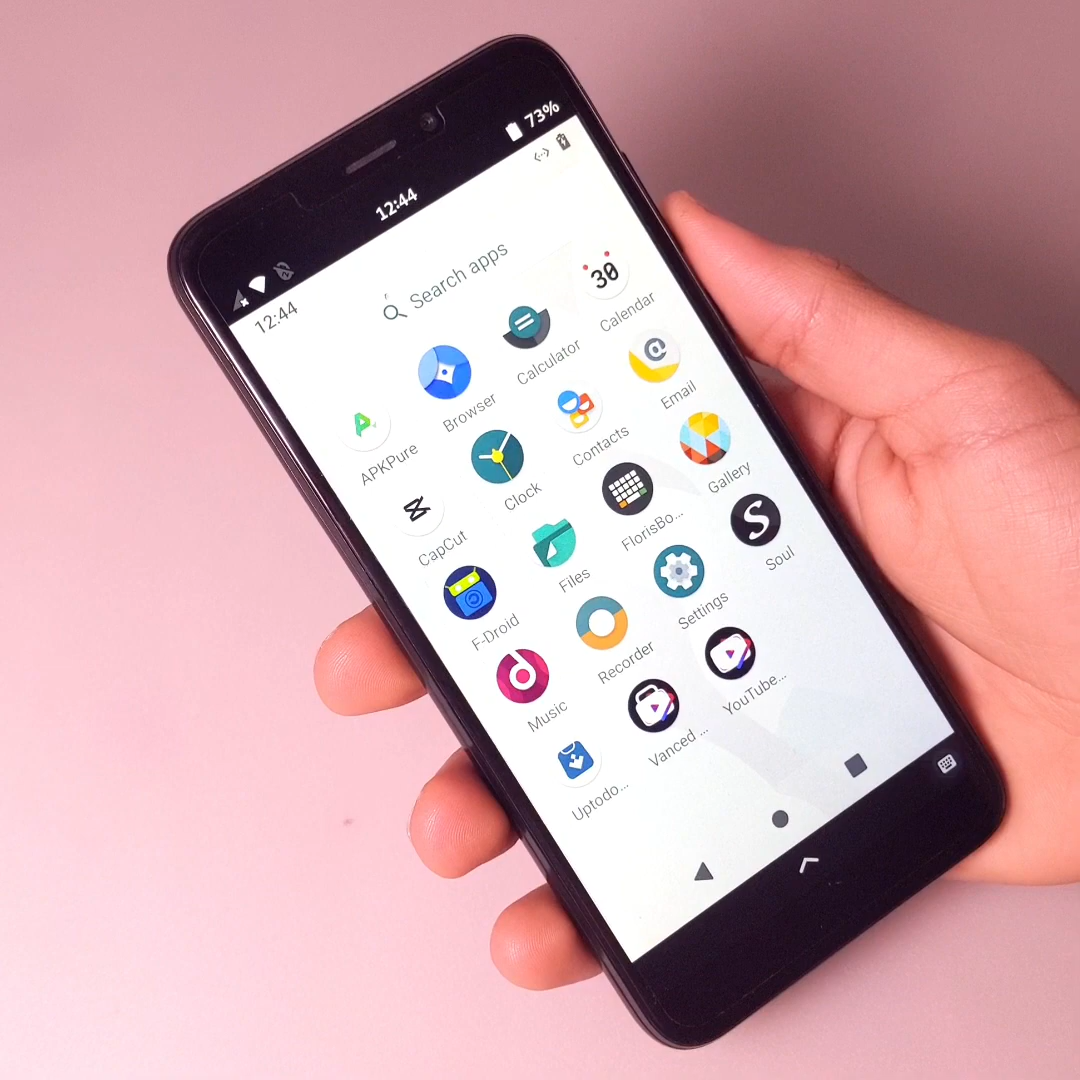 12:44
73%
12:44
Search apps
APKPure
Browser
Calculator
30
Calendar
CapCut
Clock
Contacts
@
Email
F-Droid
Files
FlorisBo...
Gallery
Music
Recorder
Settings
S
Soul
Uptodo...
Vanced ...
YouTube...